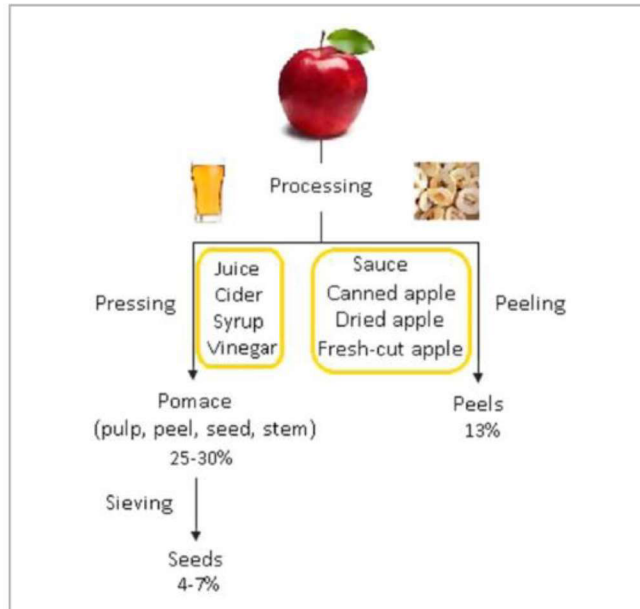 Processing
Pressing
Juice
Cider
Syrup
Vinegar
Sauce
Canned apple
Dried apple
Fresh-cut apple
Peeling
Pomace
(pulp, peel, seed, stem)
25-30%
Peels
13%
Sieving
Seeds
4-7%